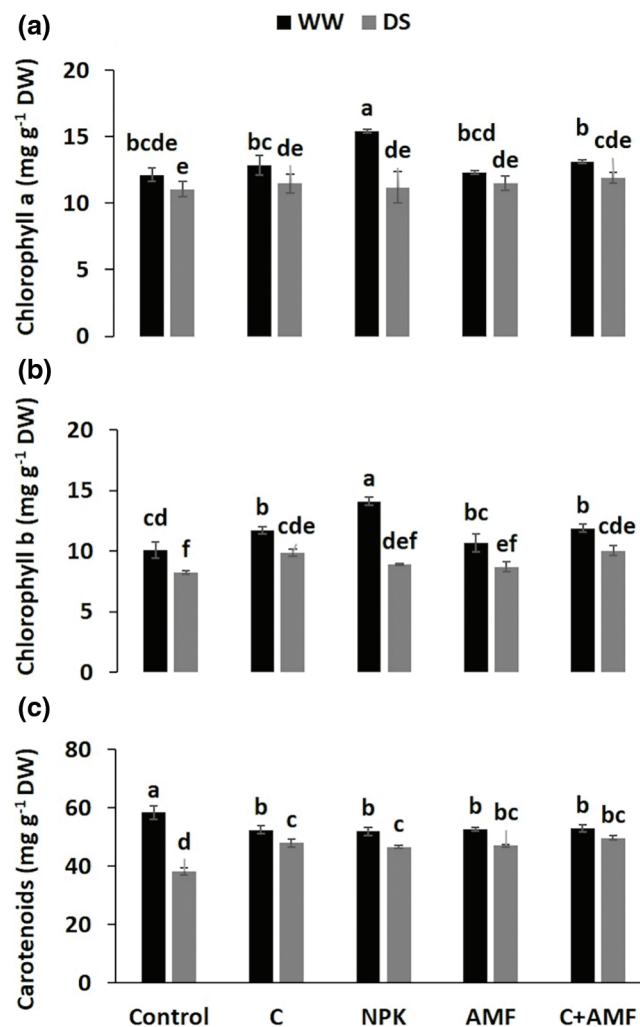 (a)
WW DS
Chlorophyll a (mg g⁻¹ DW)
20
15
10
5
0
bcde e bc de a de bcd de b cde
(b)
Chlorophyll b (mg g⁻¹ DW)
20
15
10
5
0
cd f b cde a def bc ef b cde
(c)
Carotenoids (mg g⁻¹ DW)
80
60
40
20
0
a d b c b c b bc b bc
Control C NPK AMF C+AMF